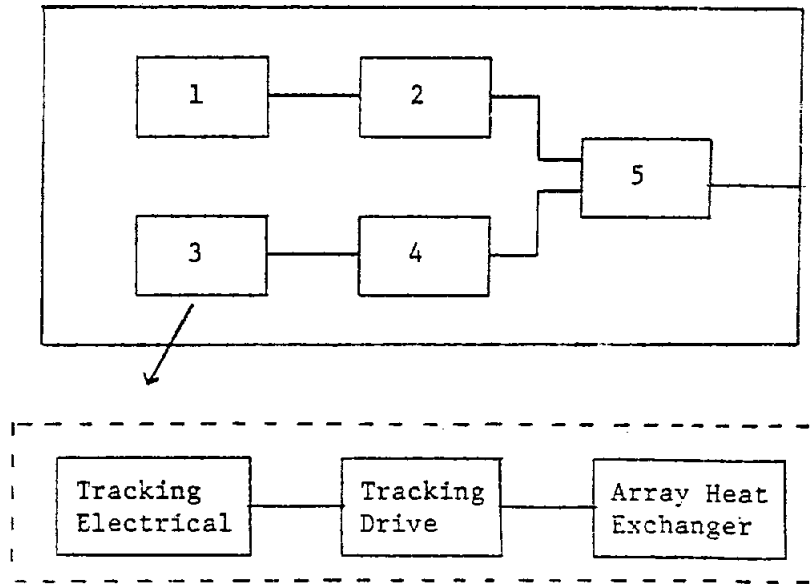 1
2
5
3
4
Tracking
Electrical
Tracking
Drive
Array Heat
Exchanger